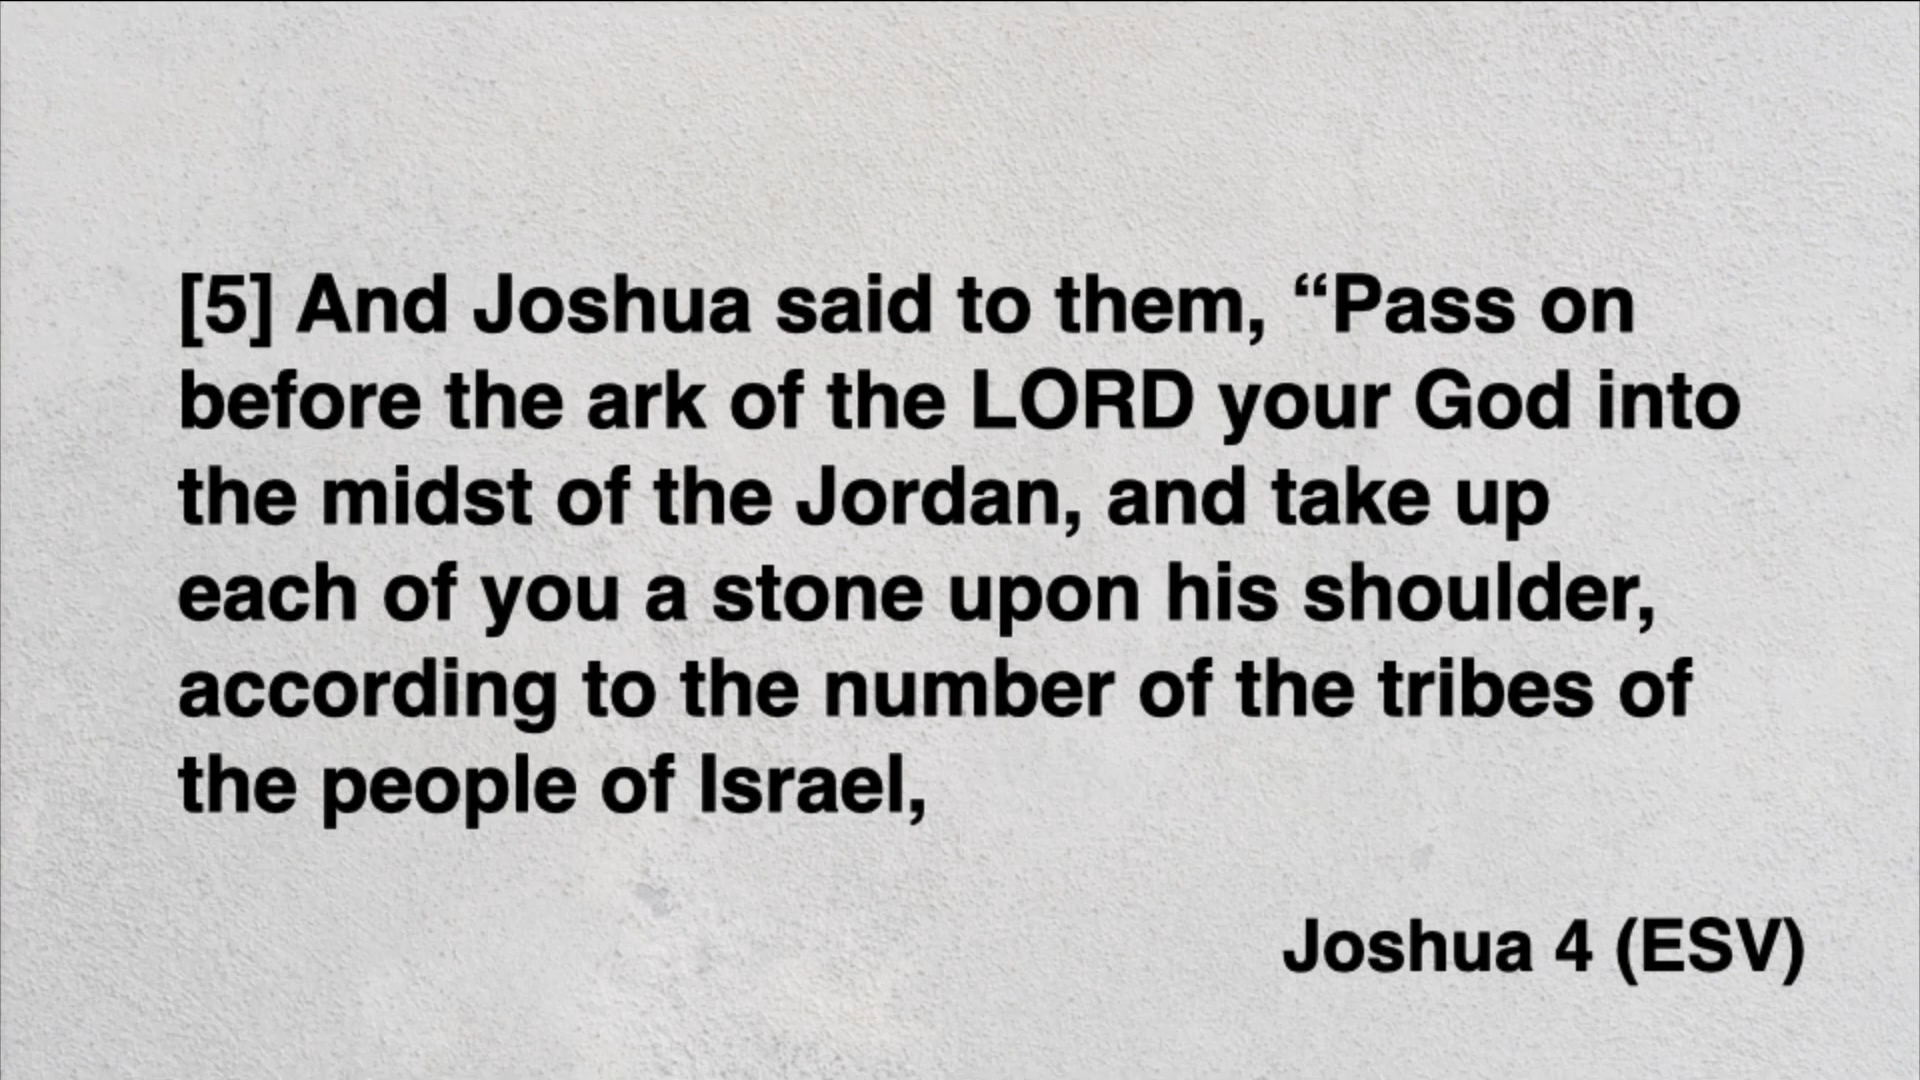 [5] And Joshua said to them, “Pass on
before the ark of the LORD your God into
the midst of the Jordan, and take up
each of you a stone upon his shoulder,
according to the number of the tribes of
the people of Israel,
Joshua 4 (ESV)